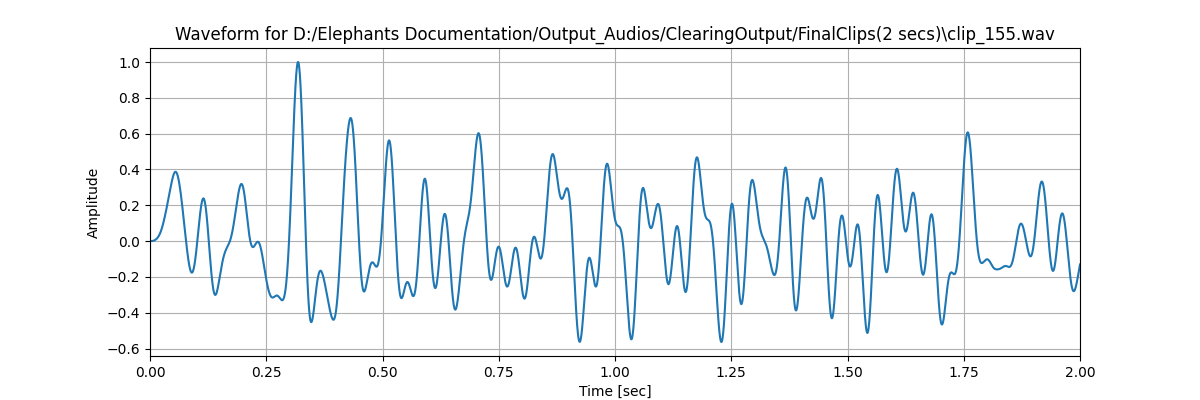 Waveform for D:/Elephants Documentation/Output_Audios/ClearingOutput/FinalClips(2 secs)\clip_155.wav
1.0
0.8
0.6
0.4
0.2
0.0
−0.2
−0.4
−0.6
Amplitude
0.00 0.25 0.50 0.75 1.00 1.25 1.50 1.75 2.00
Time [sec]